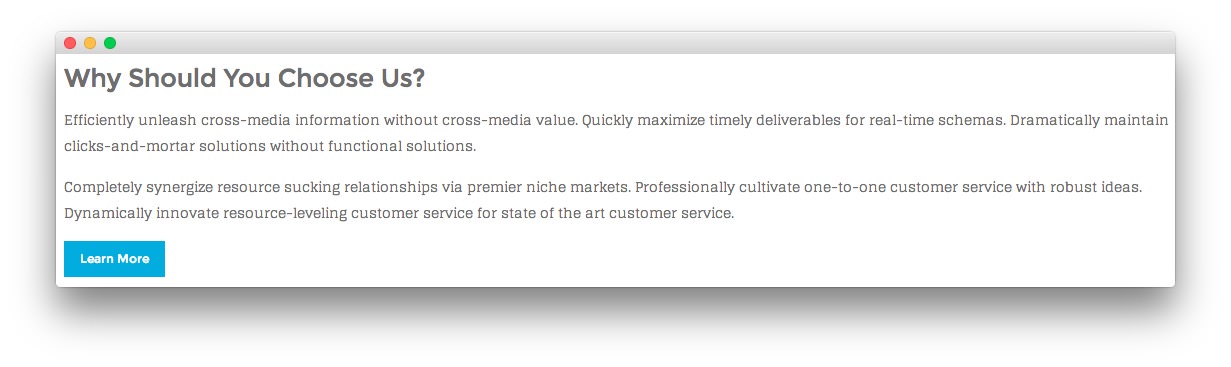 Why Should You Choose Us?
Efficiently unleash cross-media information without cross-media value. Quickly maximize timely deliverables for real-time schemas. Dramatically maintain
clicks-and-mortar solutions without functional solutions.
Completely synergize resource sucking relationships via premier niche markets. Professionally cultivate one-to-one customer service with robust ideas.
Dynamically innovate resource-leveling customer service for state of the art customer service.
Learn More